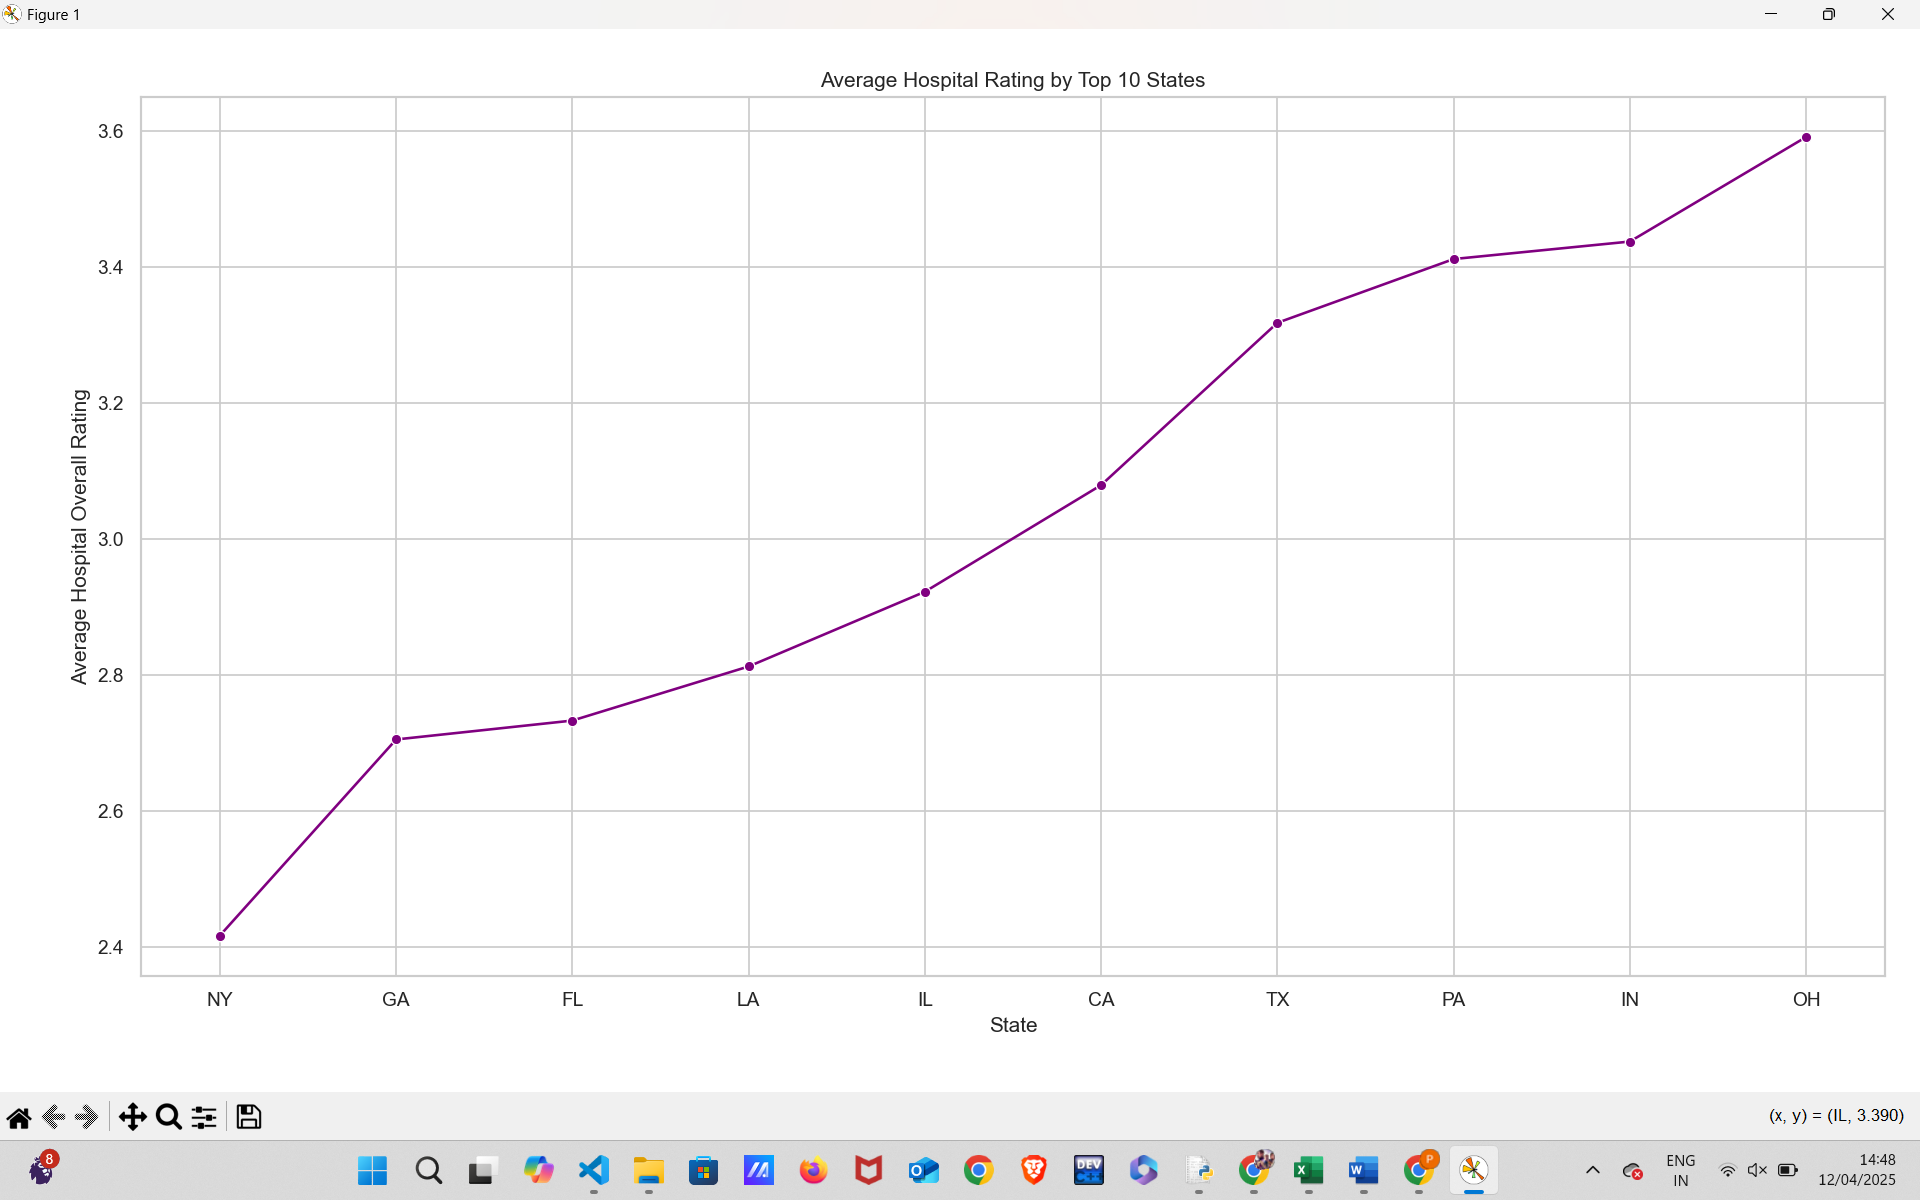 Figure 1
Average Hospital Rating by Top 10 States
3.6
3.4
3.2
3.0
2.8
2.6
2.4
Average Hospital Overall Rating
NY GA FL LA IL CA TX PA IN OH
State
(x, y) = (IL, 3.390)
8
DEV
C++
P
ENG
IN
14:48
12/04/2025